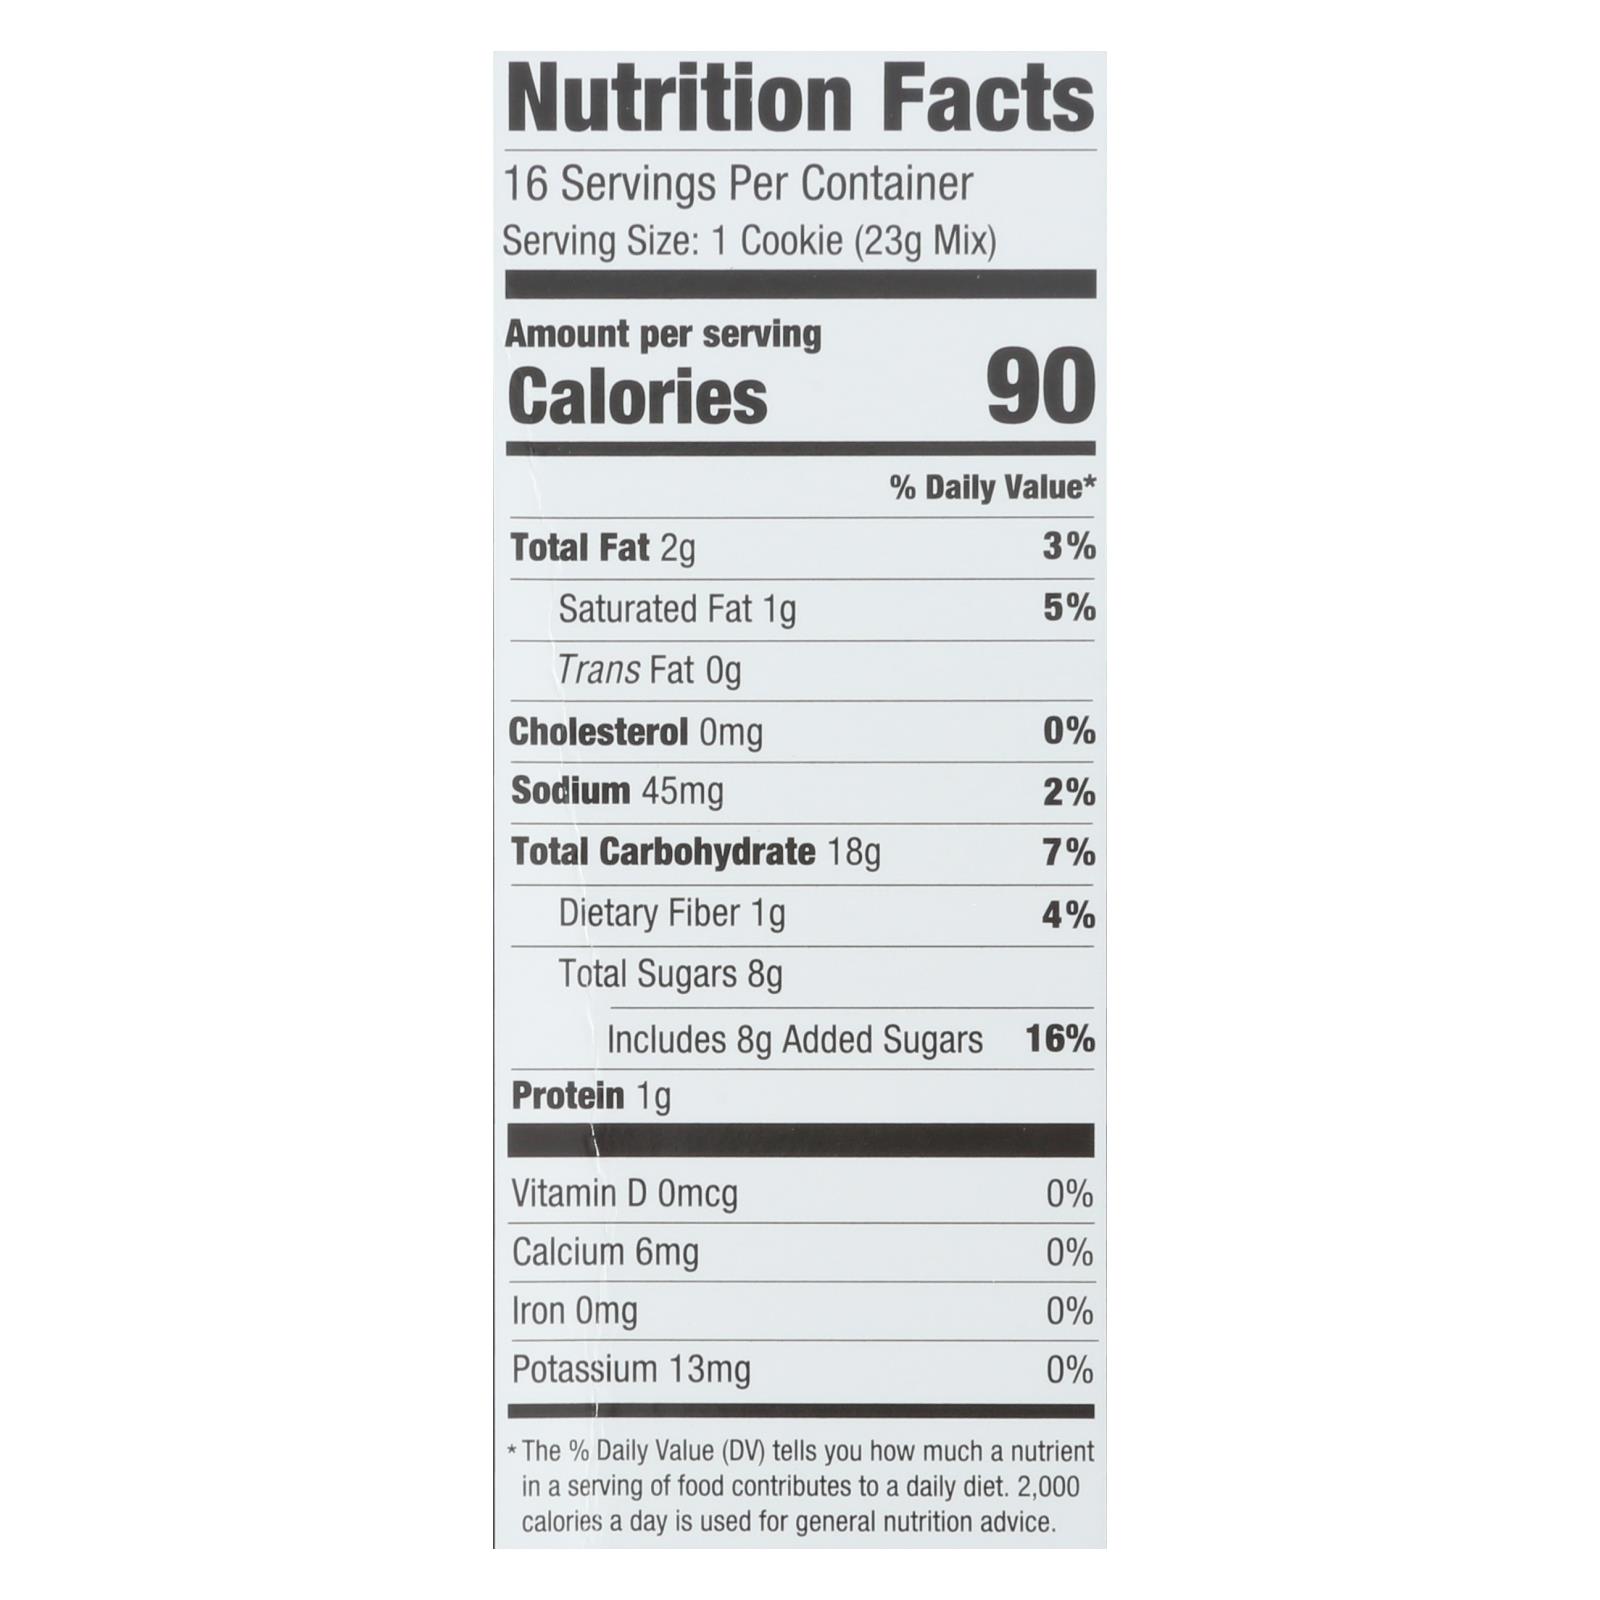 Nutrition Facts
16 Servings Per Container
Serving Size: 1 Cookie (23g Mix)
Amount per serving
Calories 90
% Daily Value*
Total Fat 2g 3%
Saturated Fat 1g 5%
Trans Fat 0g
Cholesterol 0mg 0%
Sodium 45mg 2%
Total Carbohydrate 18g 7%
Dietary Fiber 1g 4%
Total Sugars 8g
Includes 8g Added Sugars 16%
Protein 1g
Vitamin D 0mcg 0%
Calcium 6mg 0%
Iron 0mg 0%
Potassium 13mg 0%
* The % Daily Value (DV) tells you how much a nutrient
in a serving of food contributes to a daily diet. 2,000
calories a day is used for general nutrition advice.